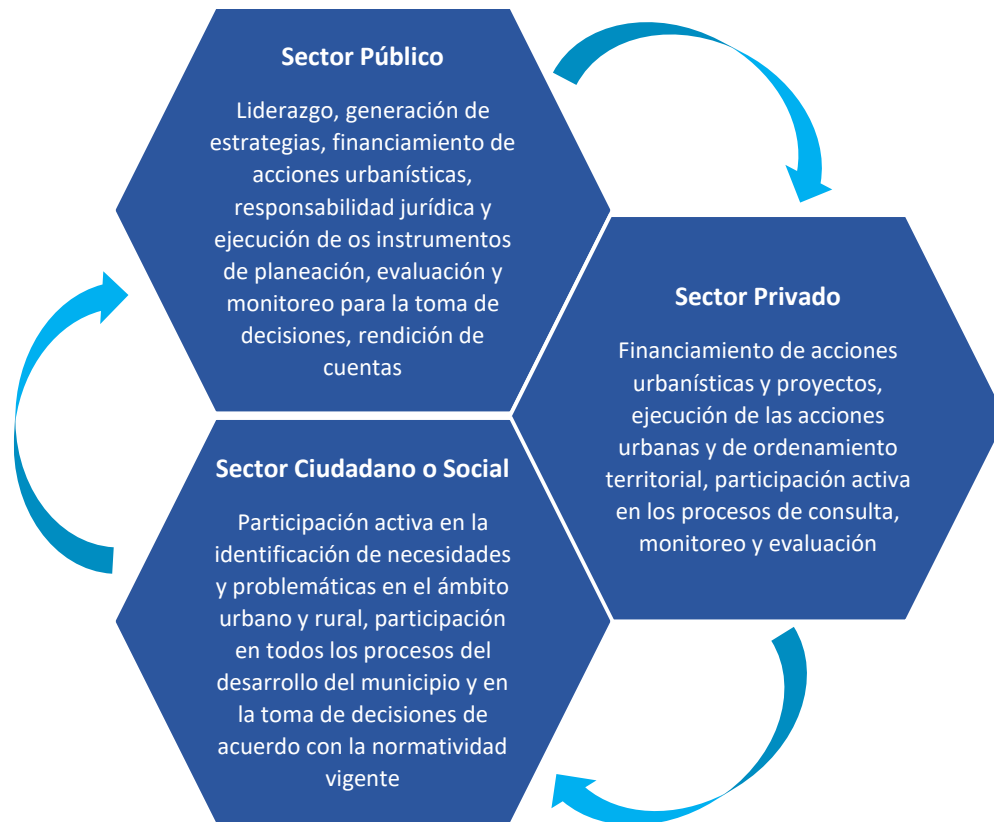 Sector Público
Liderazgo, generación de
estrategias, financiamiento de
acciones urbanísticas,
responsabilidad jurídica y
ejecución de os instrumentos
de planeación, evaluación y
monitoreo para la toma de
decisiones, rendición de
cuentas
Sector Privado
Financiamiento de acciones
urbanísticas y proyectos,
ejecución de las acciones
urbanas y de ordenamiento
territorial, participación activa
en los procesos de consulta,
monitoreo y evaluación
Sector Ciudadano o Social
Participación activa en la
identificación de necesidades
y problemáticas en el ámbito
urbano y rural, participación
en todos los procesos del
desarrollo del municipio y en
la toma de decisiones de
acuerdo con la normatividad
vigente